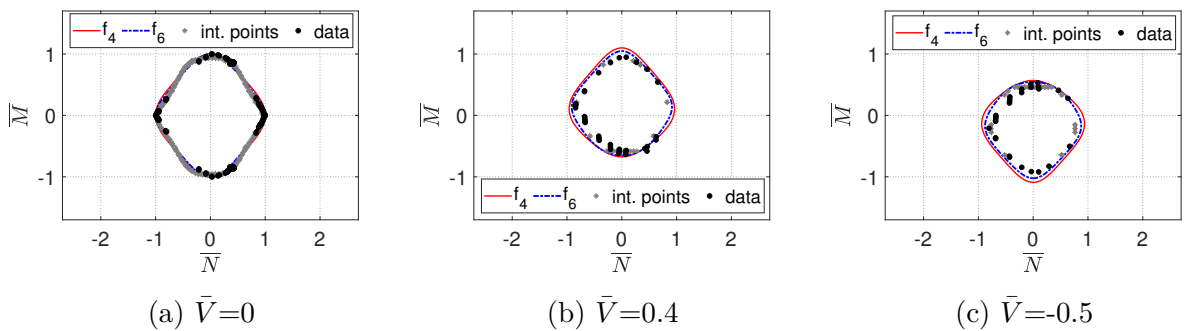 f4 f6 int. points data
1
0
-1
M̅
-2 -1 0 1 2
N̅
(a) V̄=0
1
0
-1
M̅
f4 f6 int. points data
-2 -1 0 1 2
N̅
(b) V̄=0.4
f4 f6 int. points data
1
0
-1
M̅
-2 -1 0 1 2
N̅
(c) V̄=-0.5